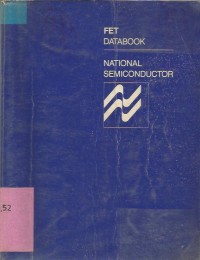 FET
DATABOOK
NATIONAL
SEMICONDUCTOR